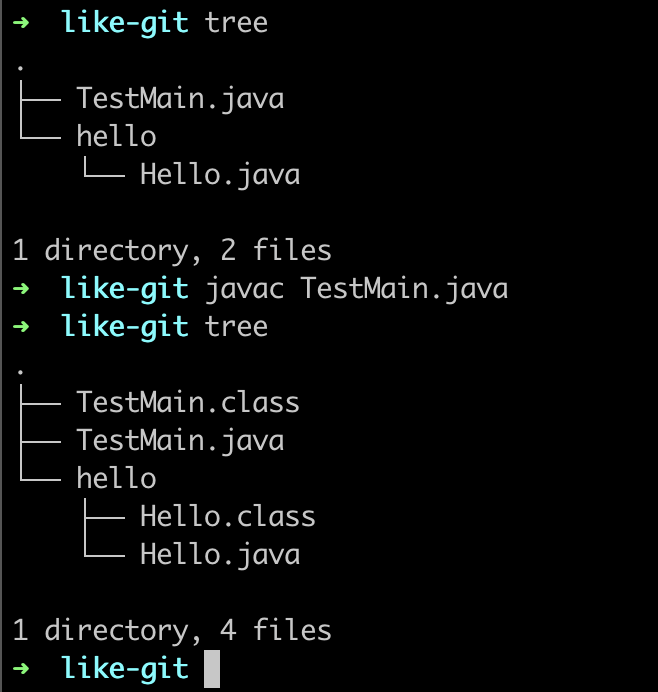 ➜  like-git tree
.
├── TestMain.java
└── hello
    └── Hello.java

1 directory, 2 files
➜  like-git javac TestMain.java
➜  like-git tree
.
├── TestMain.class
├── TestMain.java
└── hello
    ├── Hello.class
    └── Hello.java

1 directory, 4 files
➜  like-git